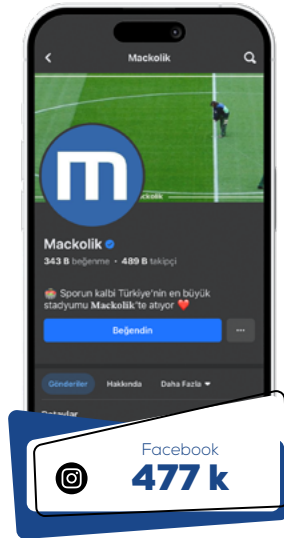 Mackolik
m
Mackolik
343 B beğenme • 489 B takipçi
🏟️ Sporun kalbi Türkiye'nin en büyük
stadyumu Mackolik'te atıyor ❤️
Beğendin
...
Gönderiler Hakkında Daha Fazla
Facebook
477 k